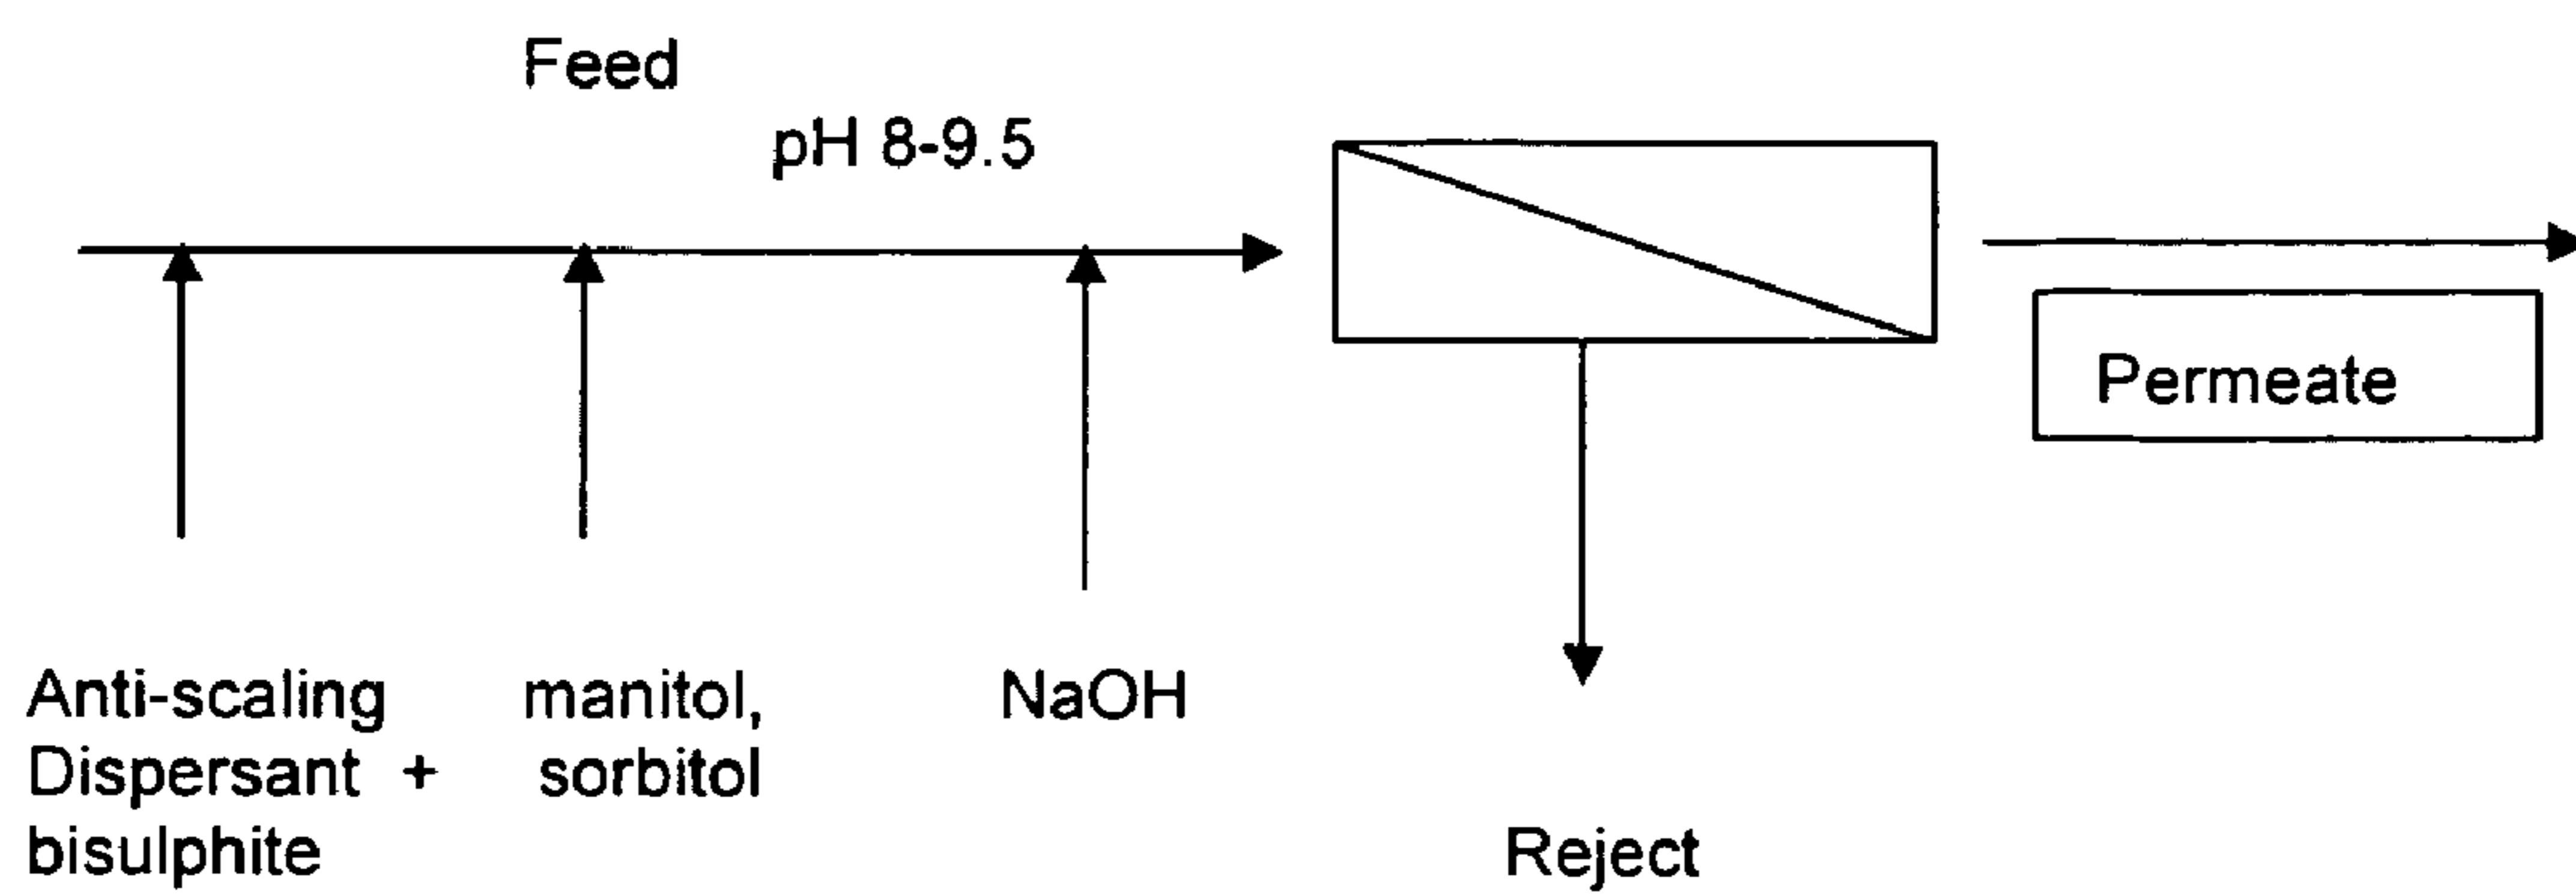 Feed
pH 8-9.5
Permeate
Anti-scaling
Dispersant +
bisulphite
manitol,
sorbitol
NaOH
Reject